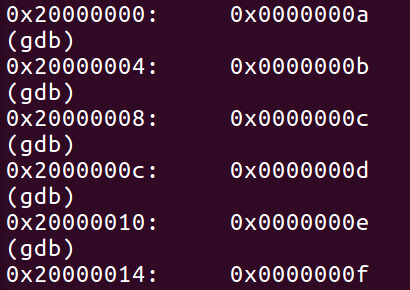 0x20000000: 0x0000000a
(gdb)
0x20000004: 0x0000000b
(gdb)
0x20000008: 0x0000000c
(gdb)
0x2000000c: 0x0000000d
(gdb)
0x20000010: 0x0000000e
(gdb)
0x20000014: 0x0000000f